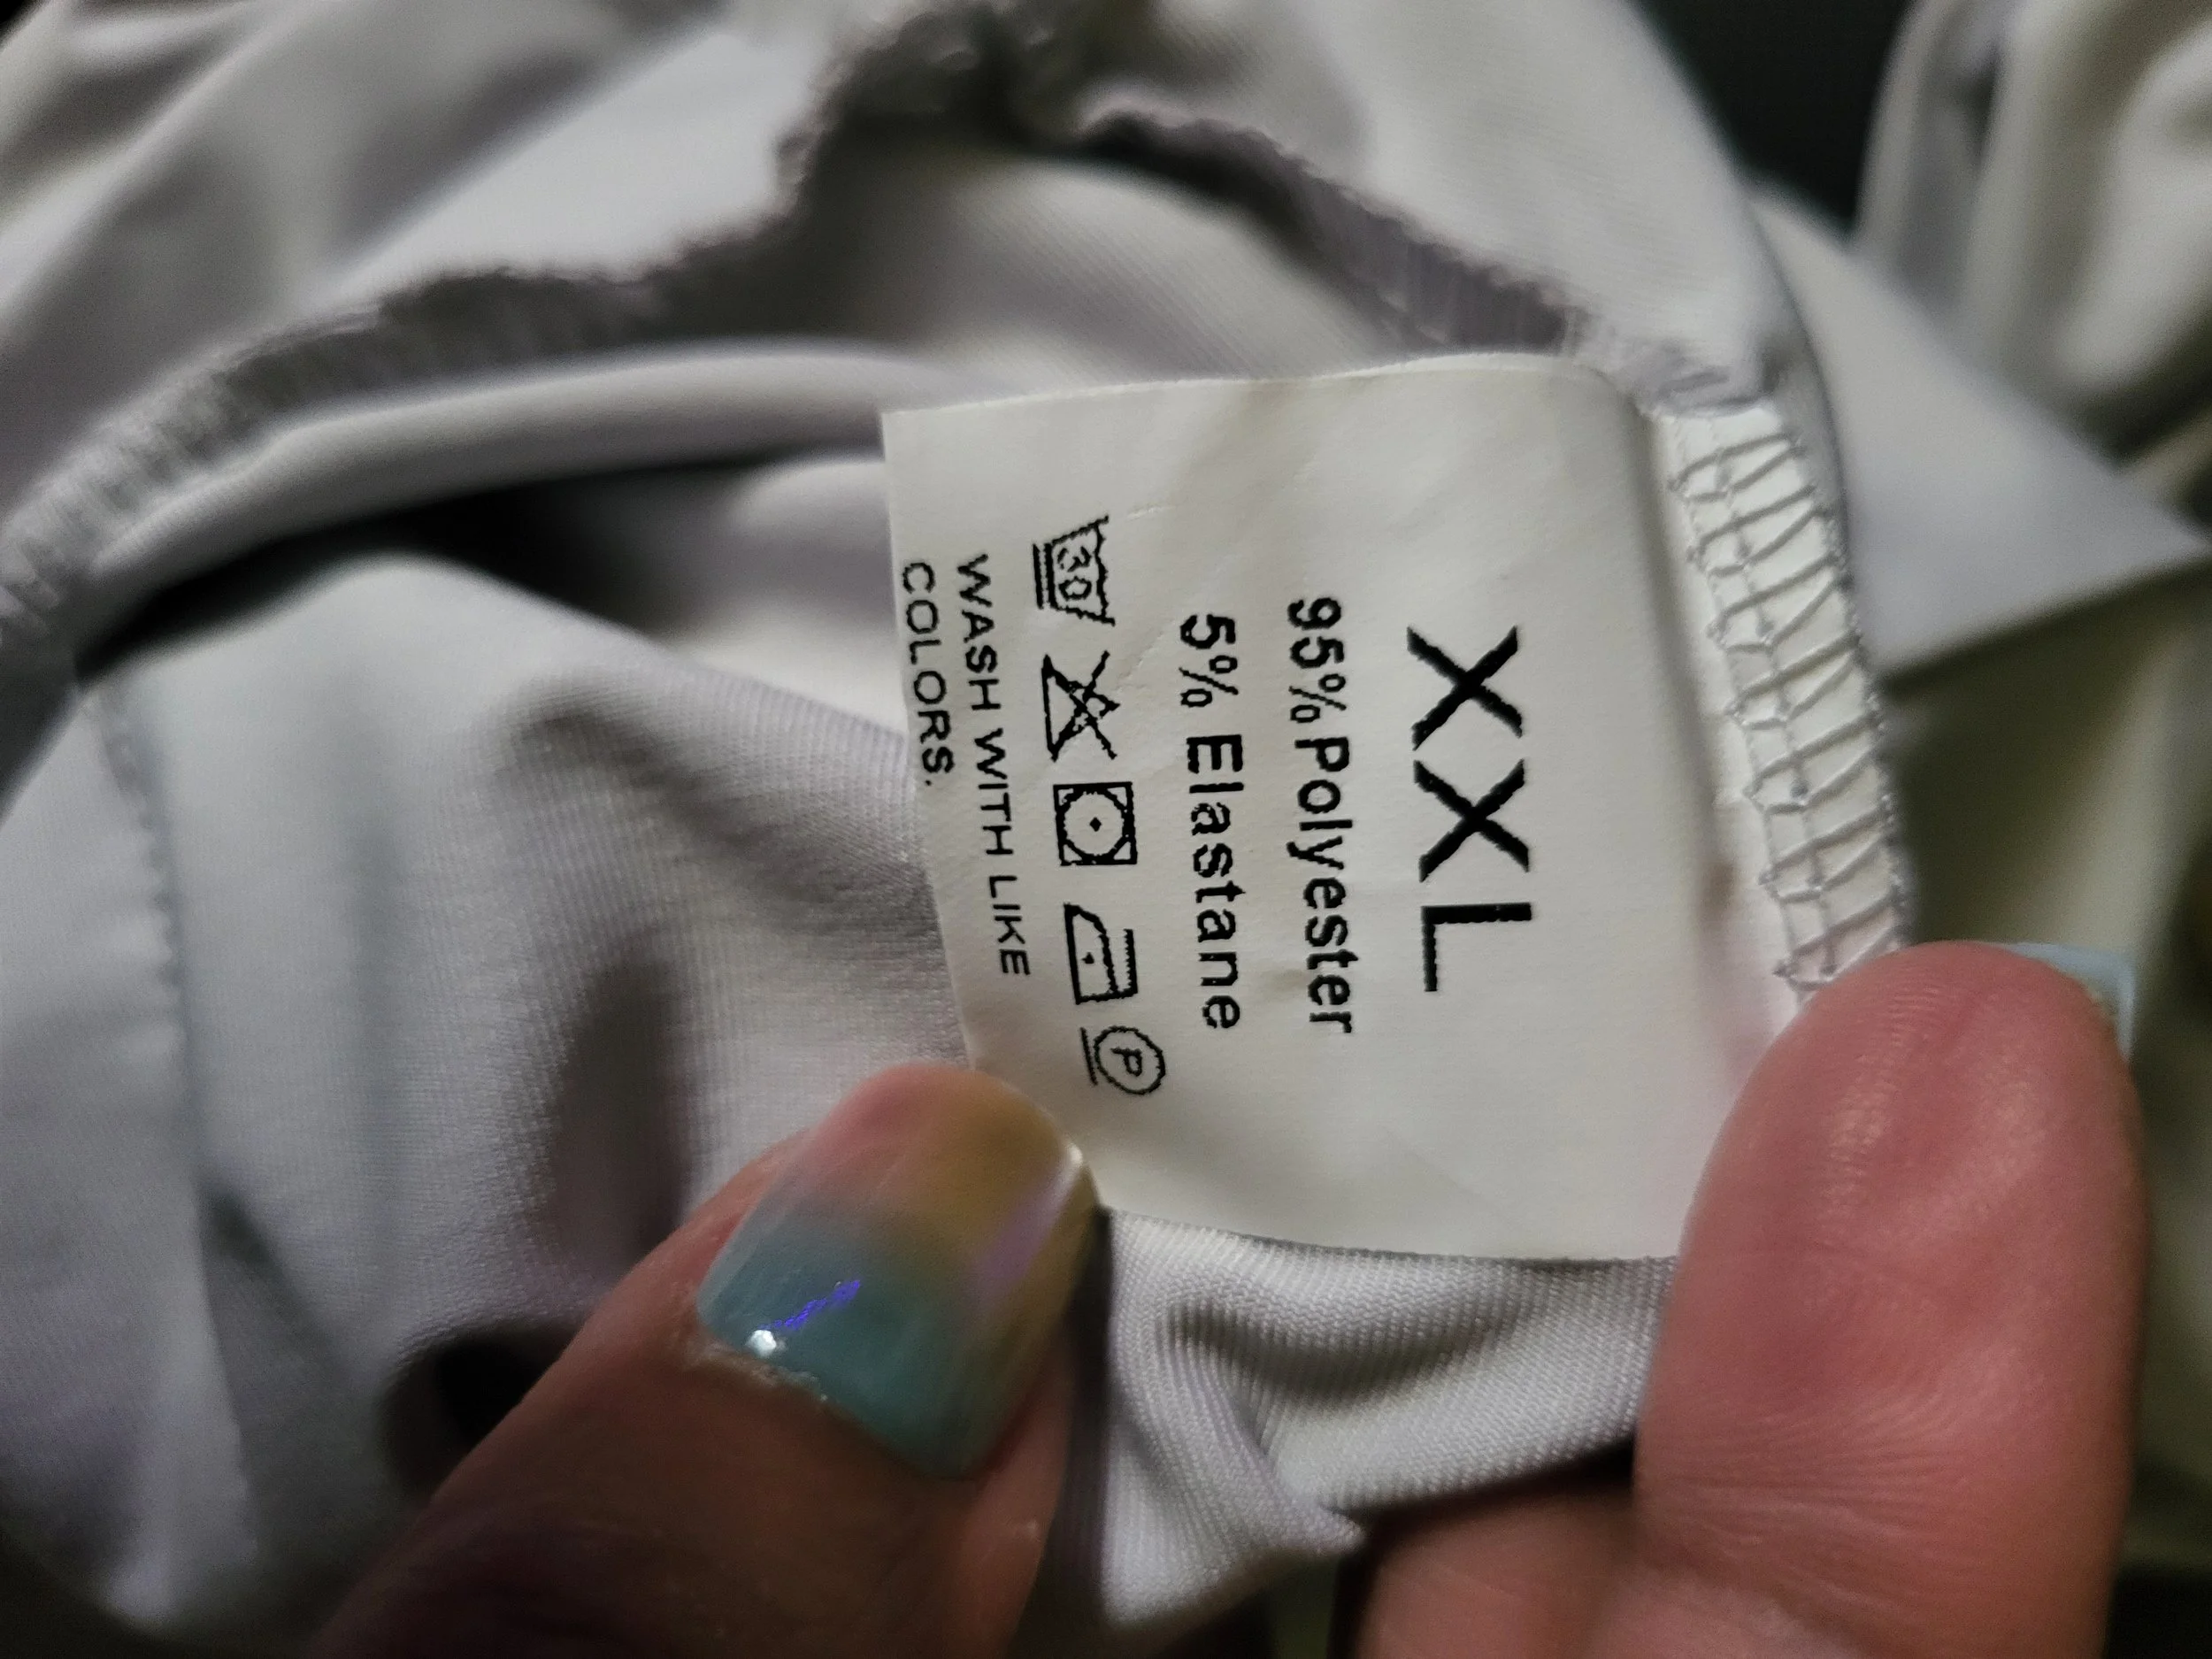 XXL
95% Polyester
5% Elastane
30 P
WASH WITH LIKE
COLORS.